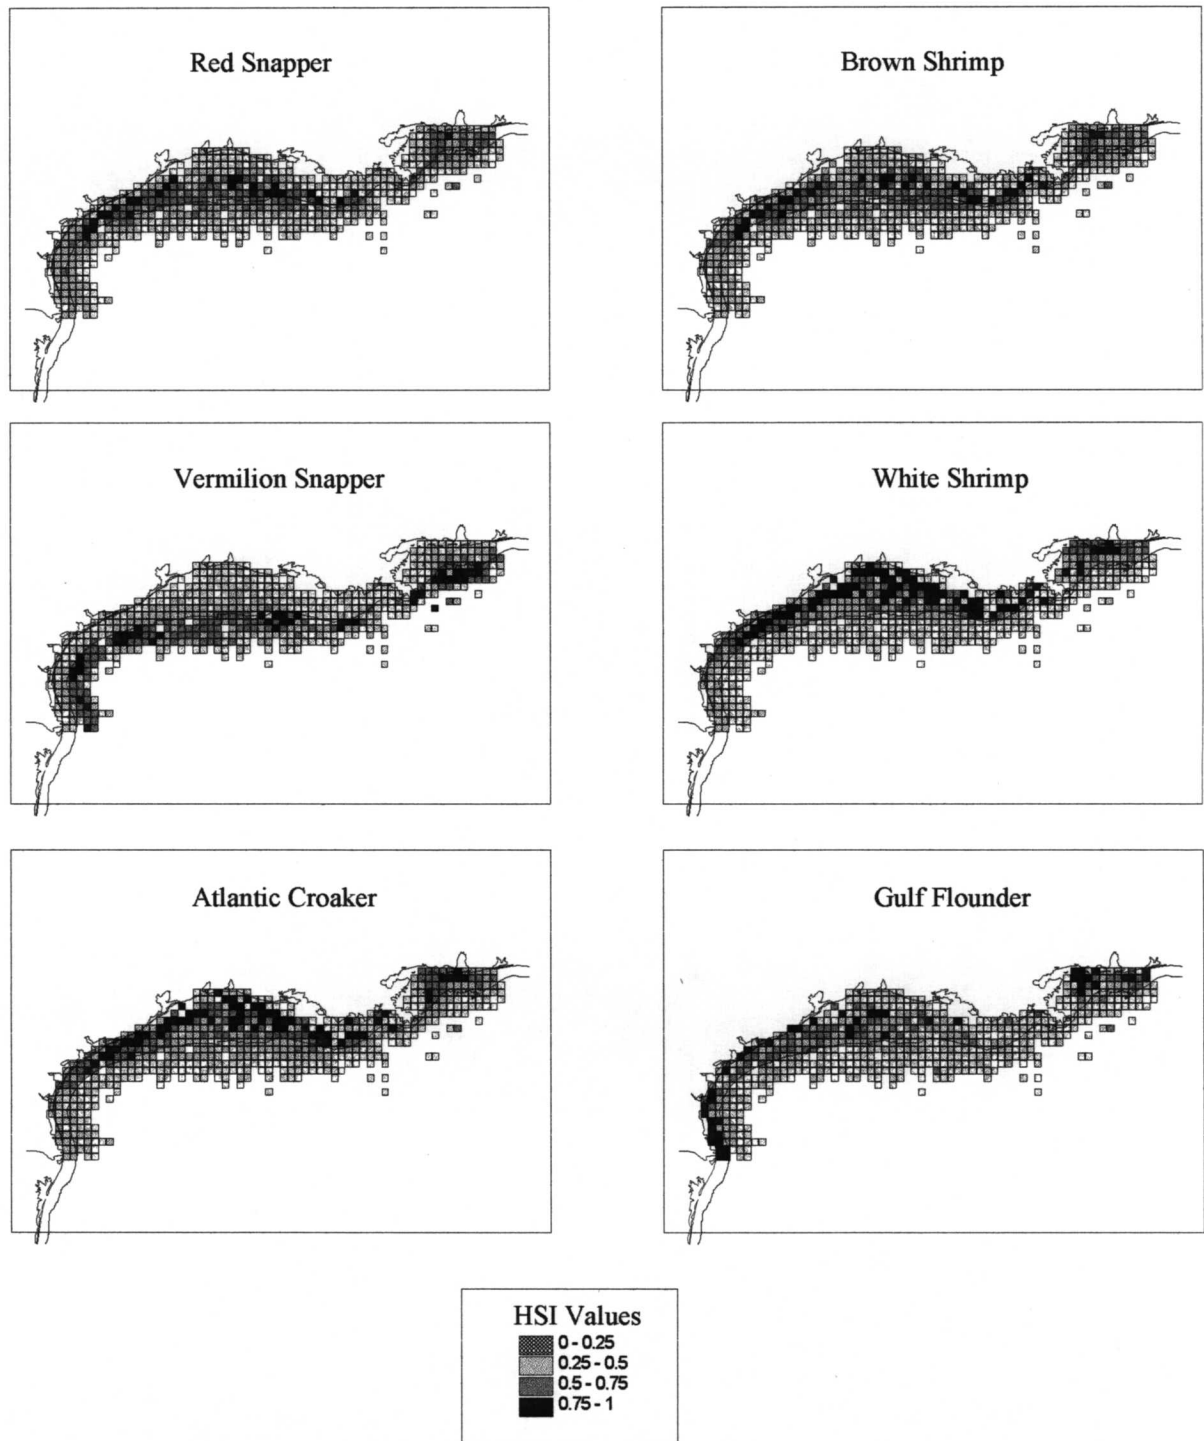 Red Snapper
Brown Shrimp
Vermilion Snapper
White Shrimp
Atlantic Croaker
Gulf Flounder
HSI Values
0 - 0.25
0.25 - 0.5
0.5 - 0.75
0.75 - 1